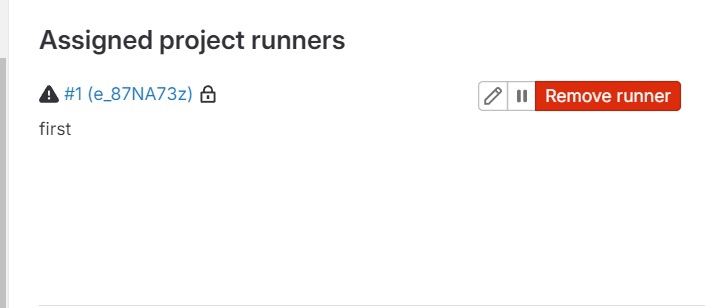 Assigned project runners
#1 (e_87NA73z)
Remove runner
first